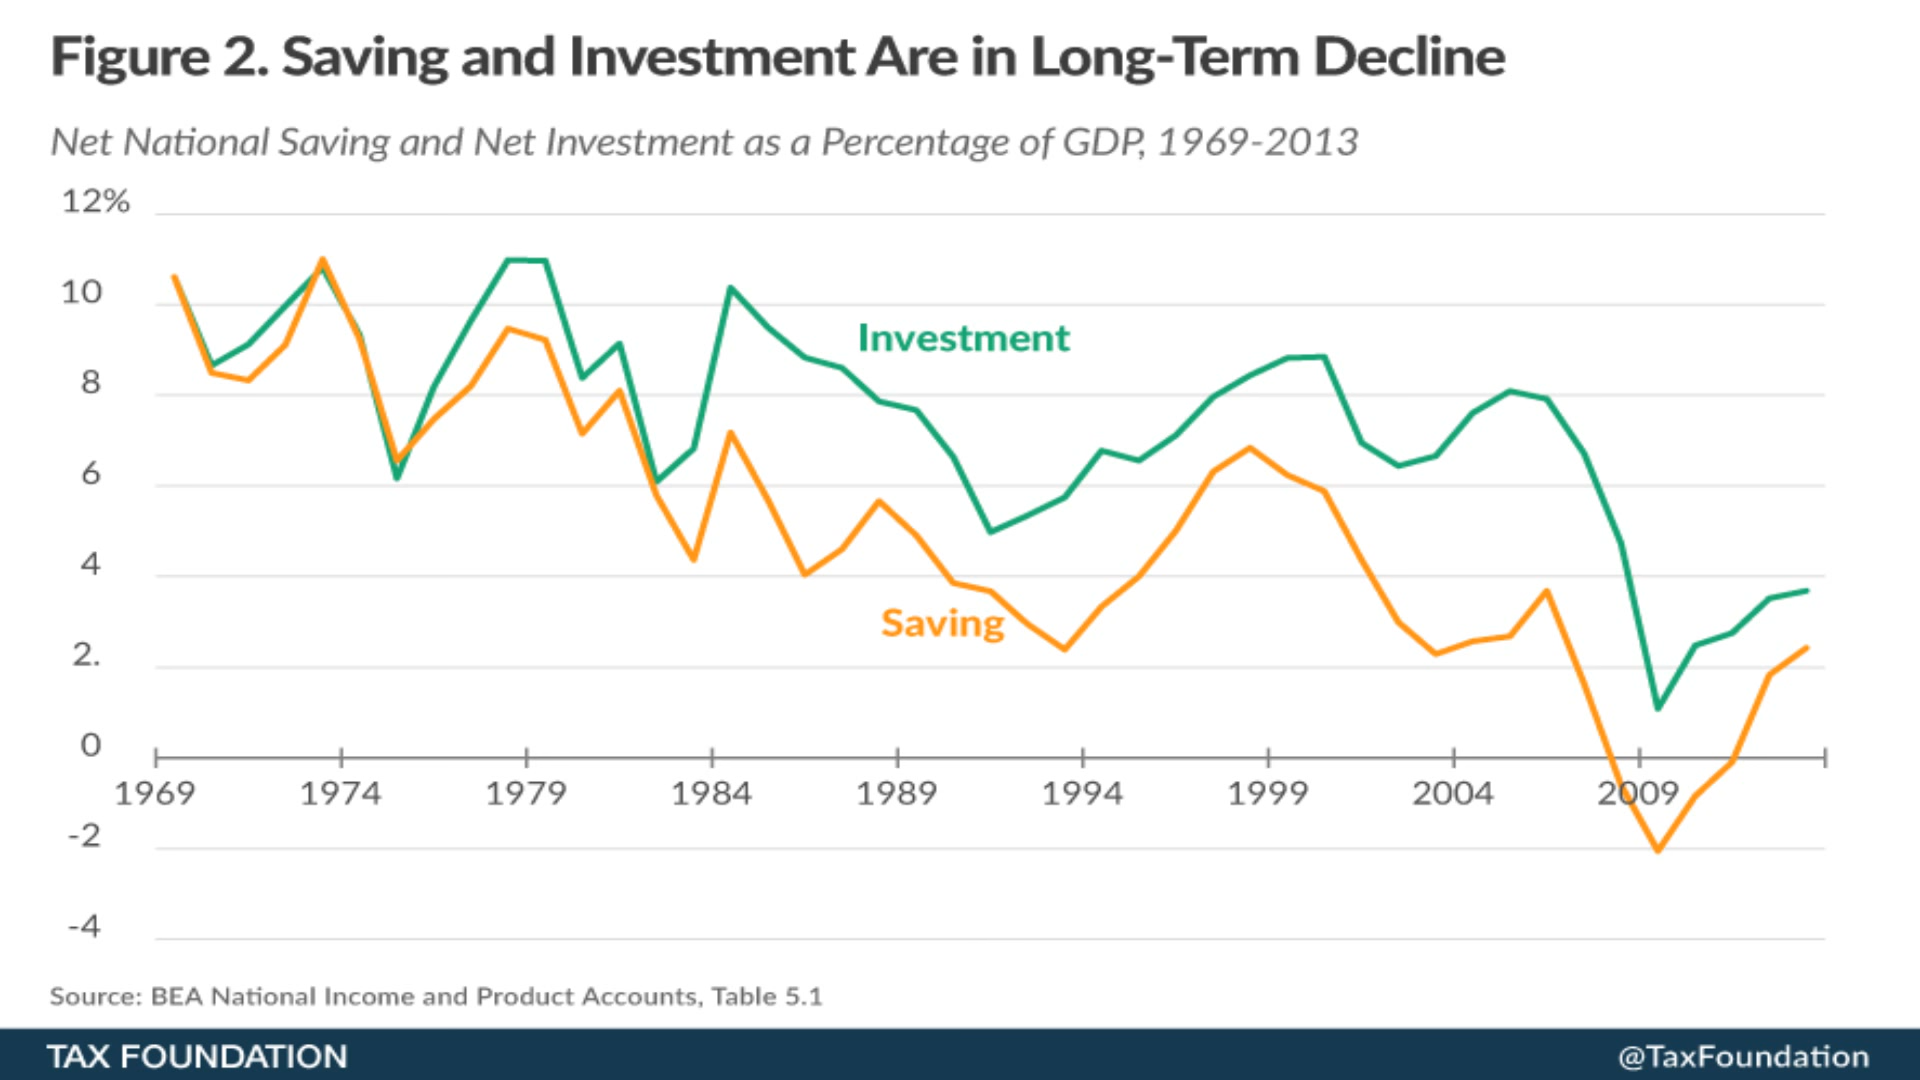 Figure 2. Saving and Investment Are in Long-Term Decline
Net National Saving and Net Investment as a Percentage of GDP, 1969-2013
12%
10
8
6
4
2.
0
-2
-4
Investment
Saving
1969 1974 1979 1984 1989 1994 1999 2004 2009
Source: BEA National Income and Product Accounts, Table 5.1
TAX FOUNDATION @TaxFoundation